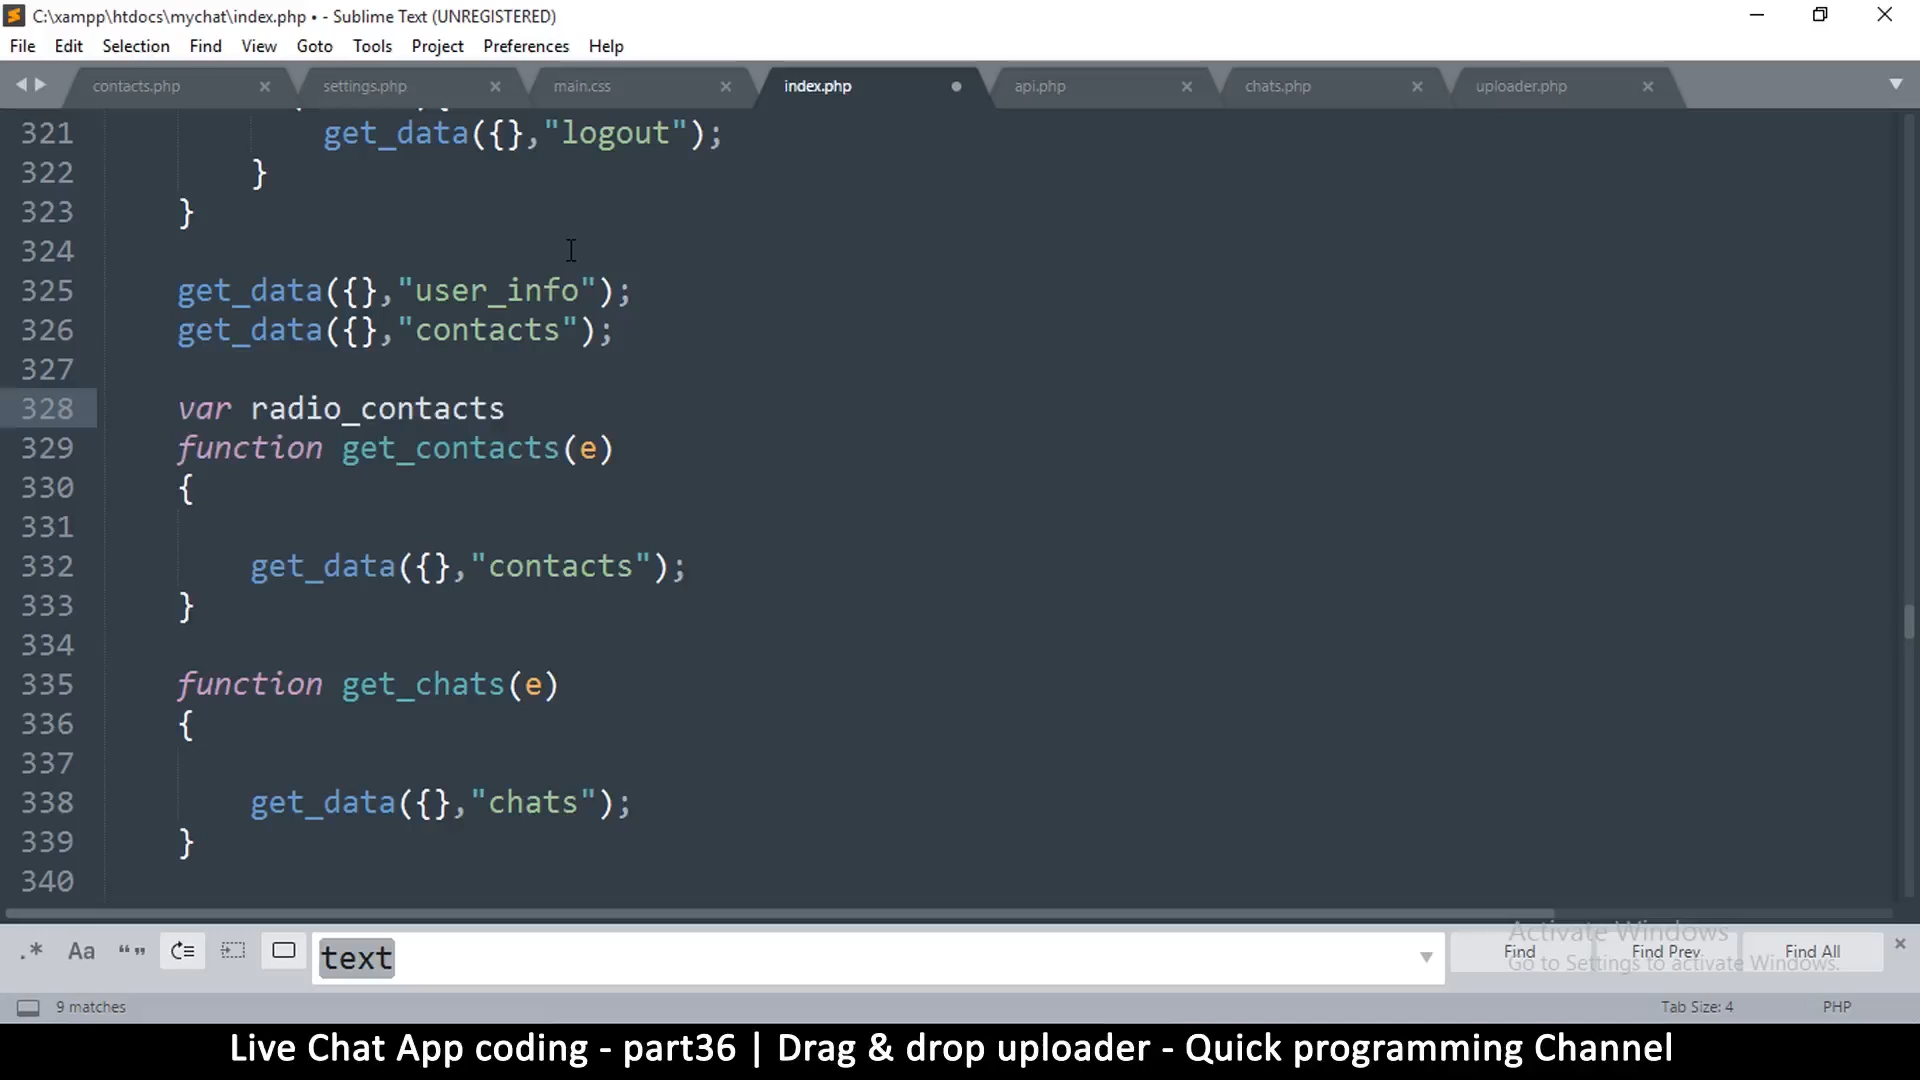 C:\xampp\htdocs\mychat\index.php • - Sublime Text (UNREGISTERED)
File Edit Selection Find View Goto Tools Project Preferences Help
contacts.php settings.php main.css index.php api.php chats.php uploader.php
321 get_data({},"logout");
322 }
323 }
324
325 get_data({},"user_info");
326 get_data({},"contacts");
327
328 var radio_contacts
329 function get_contacts(e)
330 {
331
332 get_data({},"contacts");
333 }
334
335 function get_chats(e)
336 {
337
338 get_data({},"chats");
339 }
340
.* Aa “” text Find Find Prev Find All
Activate Windows
Go to Settings to activate Windows.
9 matches Tab Size: 4 PHP
Live Chat App coding - part36 | Drag & drop uploader - Quick programming Channel